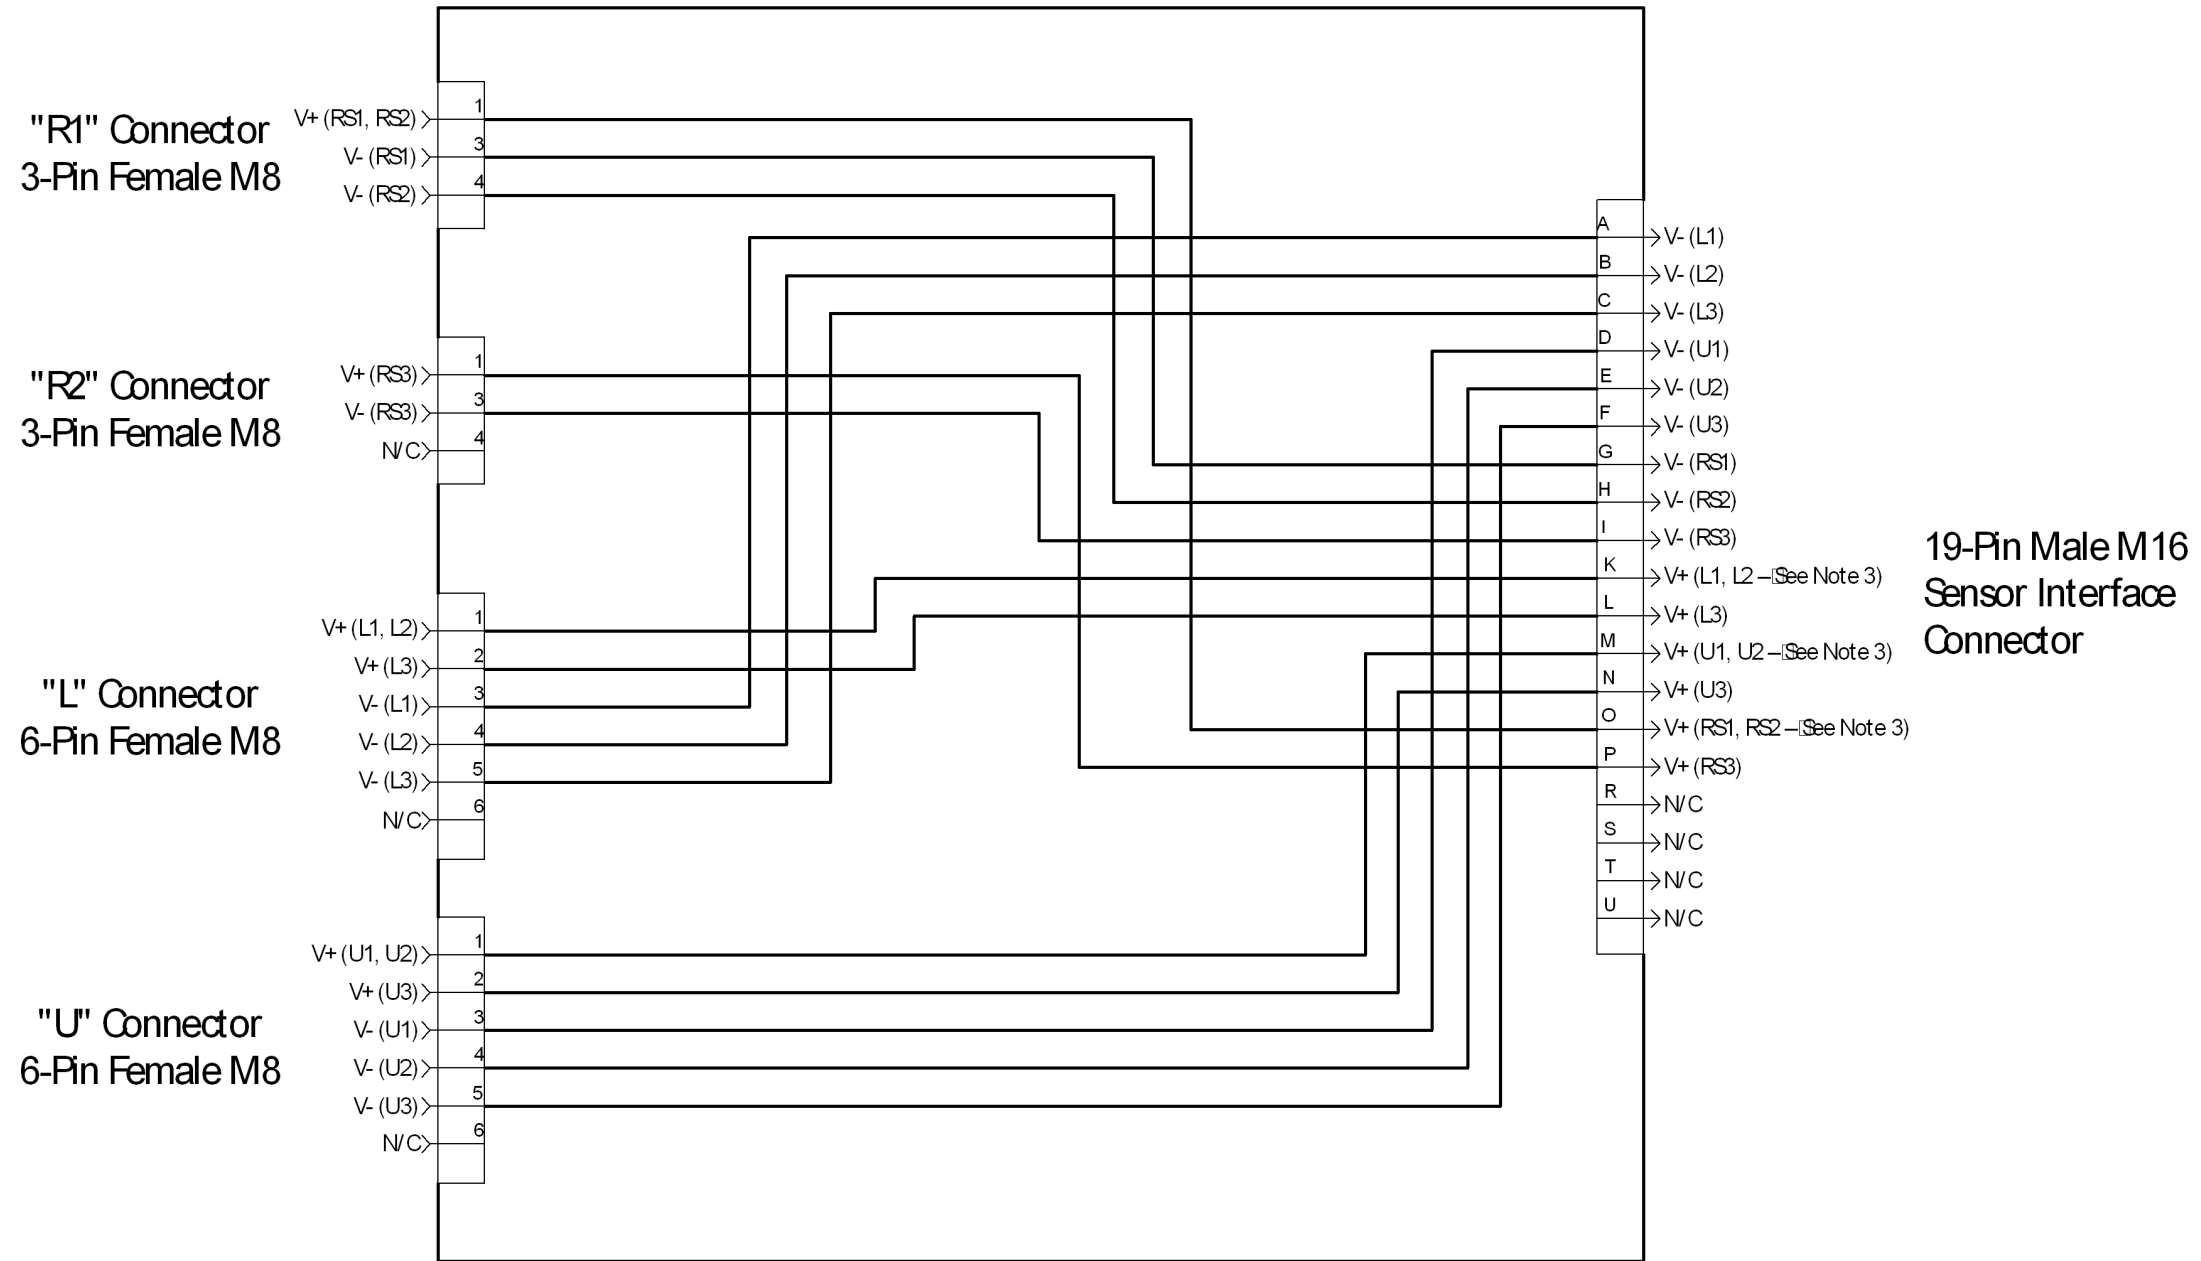 "R1" Connector
3-Pin Female M8
V+ (RS1, RS2)
1
V- (RS1)
3
V- (RS2)
4
"R2" Connector
3-Pin Female M8
V+ (RS3)
1
V- (RS3)
3
N/C
4
"L" Connector
6-Pin Female M8
V+ (L1, L2)
1
V+ (L3)
2
V- (L1)
3
V- (L2)
4
V- (L3)
5
N/C
6
"U" Connector
6-Pin Female M8
V+ (U1, U2)
1
V+ (U3)
2
V- (U1)
3
V- (U2)
4
V- (U3)
5
N/C
6
A
V- (L1)
B
V- (L2)
C
V- (L3)
D
V- (U1)
E
V- (U2)
F
V- (U3)
G
V- (RS1)
H
V- (RS2)
I
V- (RS3)
K
V+ (L1, L2 – See Note 3)
L
V+ (L3)
M
V+ (U1, U2 – See Note 3)
N
V+ (U3)
O
V+ (RS1, RS2 – See Note 3)
P
V+ (RS3)
R
N/C
S
N/C
T
N/C
U
N/C
19-Pin Male M16
Sensor Interface
Connector